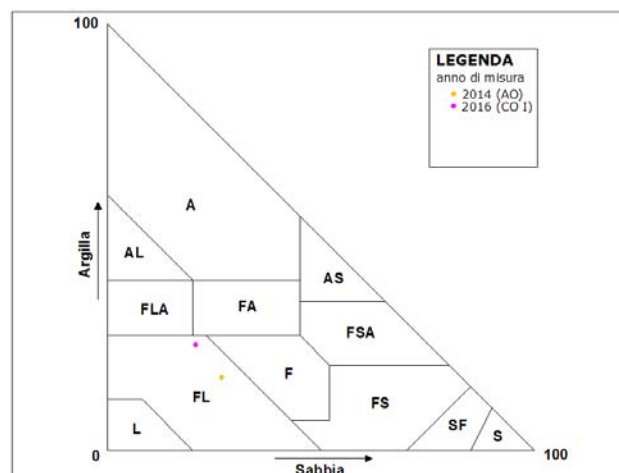 100
LEGENDA
anno di misura
2014 (AO)
2016 (CO I)
A
Argilla
AL
AS
FLA
FA
FSA
F
FL
FS
L
SF
S
0
100
Sabbia